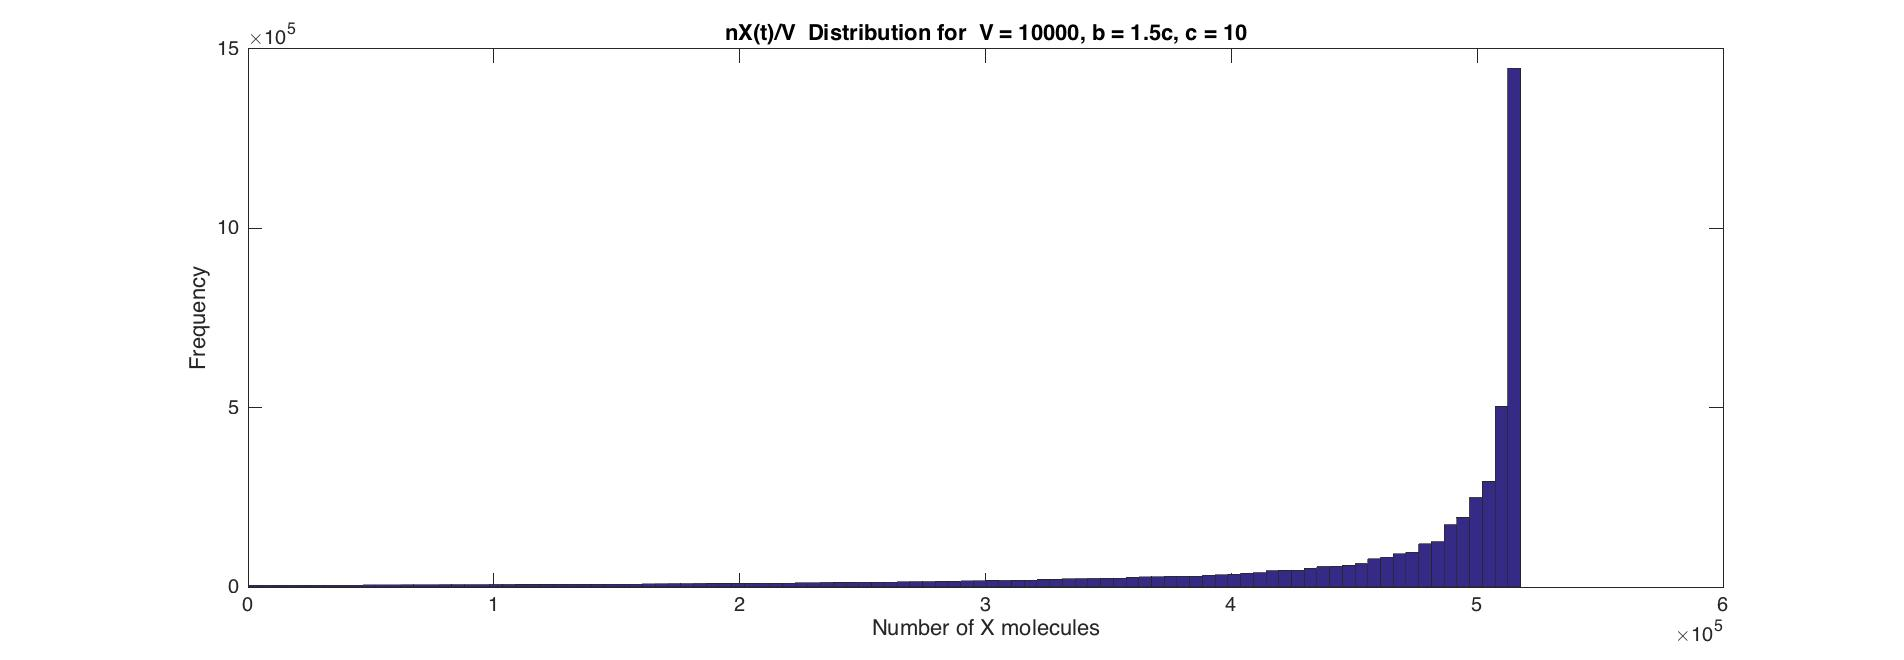 nX(t)/V Distribution for V = 10000, b = 1.5c, c = 10
×10^5
15
10
5
0
Frequency
0 1 2 3 4 5 6
Number of X molecules
×10^5